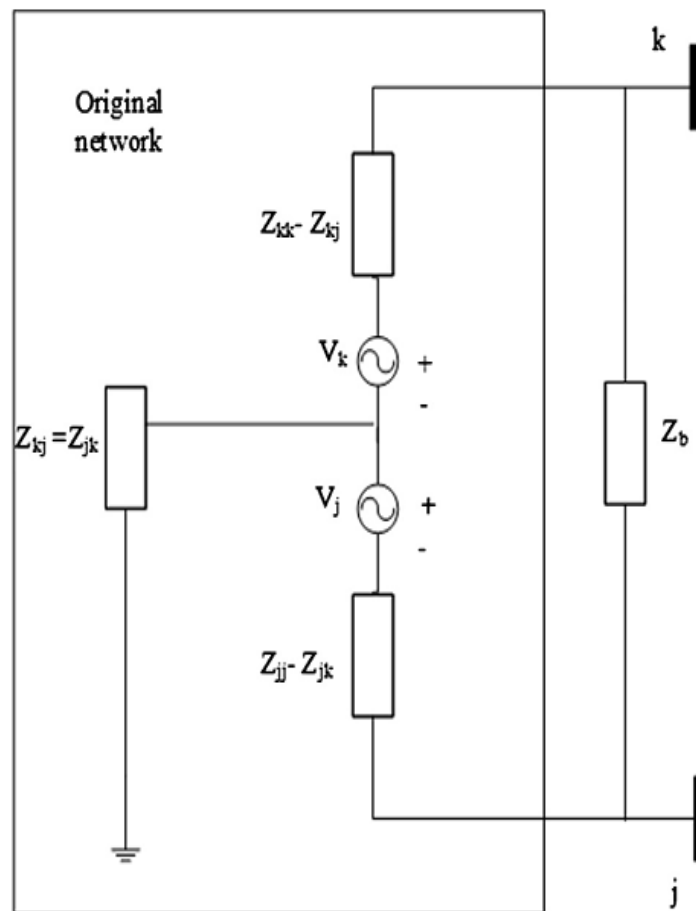 k
Original
network
Zkk- Zkj
Vk
+
-
Zkj =Zjk
Zb
Vj
+
-
Zjj- Zjk
j